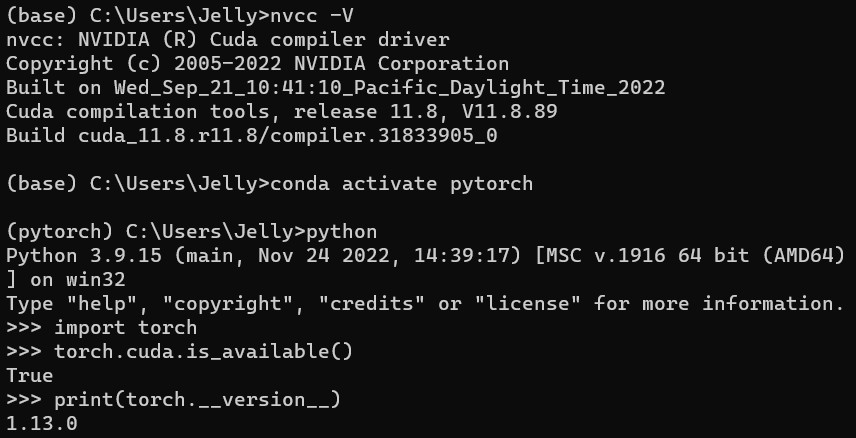 (base) C:\Users\Jelly>nvcc -V
nvcc: NVIDIA (R) Cuda compiler driver
Copyright (c) 2005-2022 NVIDIA Corporation
Built on Wed_Sep_21_10:41:10_Pacific_Daylight_Time_2022
Cuda compilation tools, release 11.8, V11.8.89
Build cuda_11.8.r11.8/compiler.31833905_0
(base) C:\Users\Jelly>conda activate pytorch
(pytorch) C:\Users\Jelly>python
Python 3.9.15 (main, Nov 24 2022, 14:39:17) [MSC v.1916 64 bit (AMD64)
] on win32
Type "help", "copyright", "credits" or "license" for more information.
>>> import torch
>>> torch.cuda.is_available()
True
>>> print(torch.__version__)
1.13.0